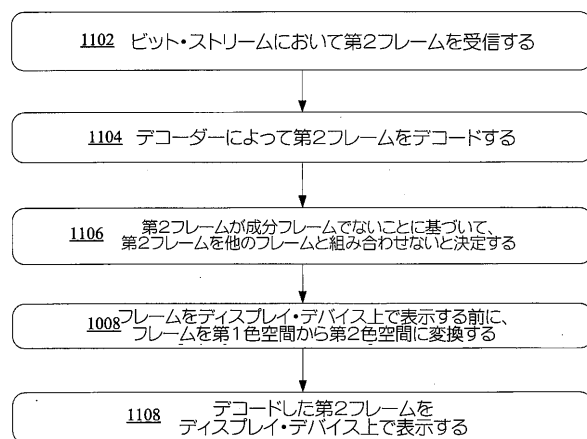 1102 ビット・ストリームにおいて第2フレームを受信する
1104 デコーダーによって第2フレームをデコードする
1106 第2フレームが成分フレームでないことに基づいて、
第2フレームを他のフレームと組み合わせないと決定する
1008 フレームをディスプレイ・デバイス上で表示する前に、
フレームを第1色空間から第2色空間に変換する
1108 デコードした第2フレームを
ディスプレイ・デバイス上で表示する